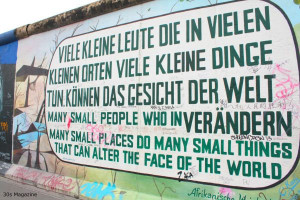 VIELE KLEINE LEUTE DIE IN VIELEN
KLEINEN ORTEN VIELE KLEINE DINGE
TUN. KÖNNEN DAS GESICHT DER WELT
VERÄNDERN
MANY SMALL PEOPLE WHO IN
MANY SMALL PLACES DO MANY SMALL THINGS
THAT CAN ALTER THE FACE OF THE WORLD
30s Magazine